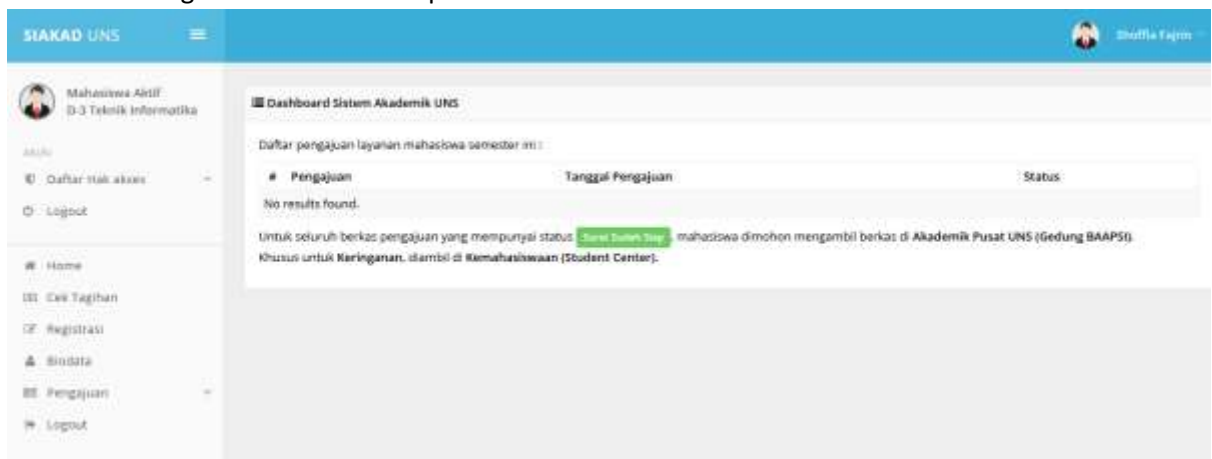 SIAKAD UNS
Shoffia Fajrin
Mahasiswa Aktif
D-3 Teknik Informatika
AKUN
Daftar Hak akses
Logout
Home
Cek Tagihan
Registrasi
Biodata
Pengajuan
Logout
Dashboard Sistem Akademik UNS
Daftar pengajuan layanan mahasiswa semester ini :
# Pengajuan Tanggal Pengajuan Status
No results found.
Untuk seluruh berkas pengajuan yang mempunyai status Surat Sudah Siap, mahasiswa dimohon mengambil berkas di Akademik Pusat UNS (Gedung BAAPSI).
Khusus untuk Keringanan, diambil di Kemahasiswaan (Student Center).